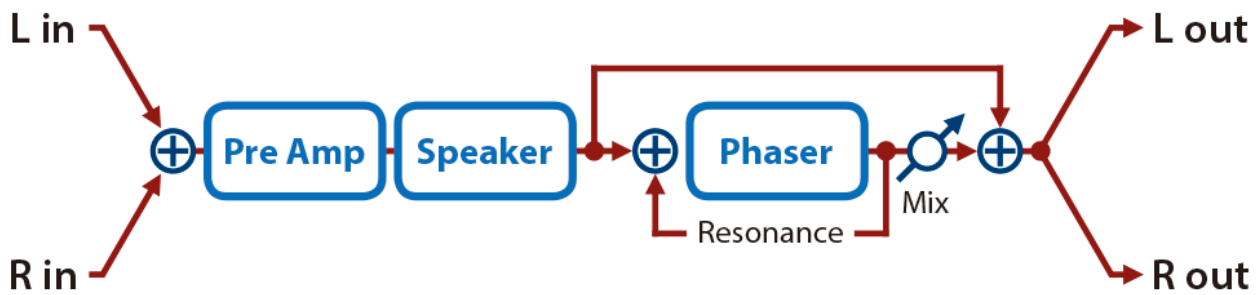 L in
L out
Pre Amp
Speaker
Phaser
Mix
Resonance
R in
R out